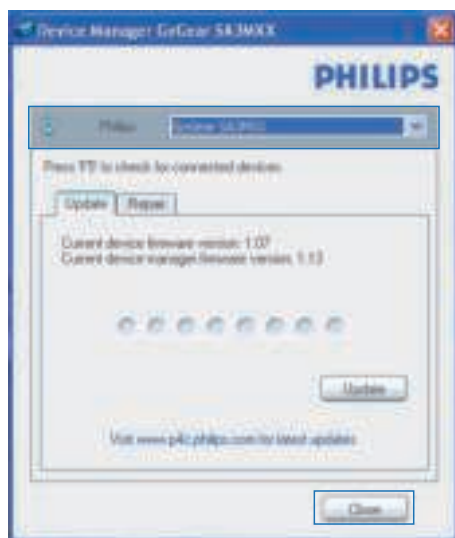 Device Manager GoGear SA3MXX
PHILIPS
Philips GoGear SA3MXX
Press 'F5' to check for connected devices.
Update Repair
Current device firmware version: 1.07
Current device manager firmware version: 1.13
Update
Visit www.p4c.philips.com for latest updates
Close